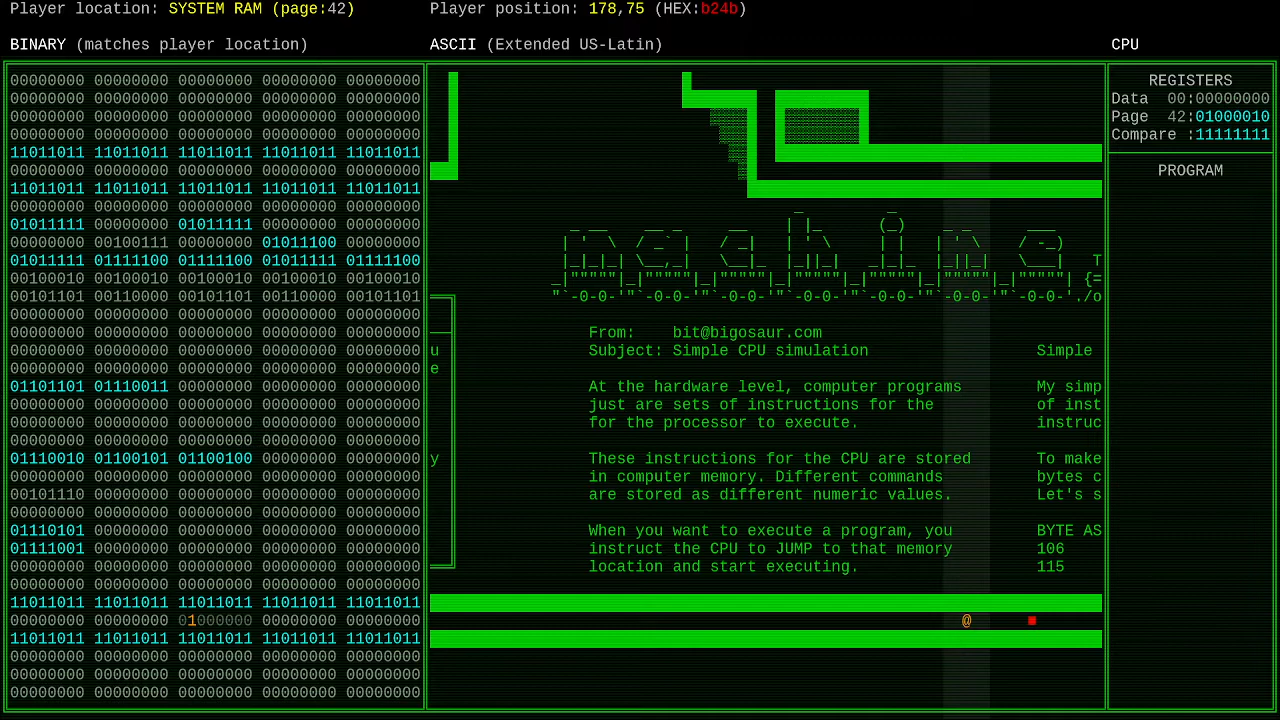 Player location: SYSTEM RAM (page:42) Player position: 178,75 (HEX:b24b)
BINARY (matches player location) ASCII (Extended US-Latin) CPU
00000000 00000000 00000000 00000000 00000000
00000000 00000000 00000000 00000000 00000000
00000000 00000000 00000000 00000000 00000000
00000000 00000000 00000000 00000000 00000000
11011011 11011011 11011011 11011011 11011011
00000000 00000000 00000000 00000000 00000000
11011011 11011011 11011011 11011011 11011011
00000000 00000000 00000000 00000000 00000000
01011111 00000000 01011111 00000000 00000000
00000000 00100111 00000000 01011100 00000000
01011111 01111100 01111100 01011111 01111100
00100010 00100010 00100010 00100010 00100010
00101101 00110000 00101101 00110000 00101101
00000000 00000000 00000000 00000000 00000000
00000000 00000000 00000000 00000000 00000000
00000000 00000000 00000000 00000000 00000000
00000000 00000000 00000000 00000000 00000000
01101101 01110011 00000000 00000000 00000000
00000000 00000000 00000000 00000000 00000000
00000000 00000000 00000000 00000000 00000000
00000000 00000000 00000000 00000000 00000000
01110010 01100101 01100100 00000000 00000000
00000000 00000000 00000000 00000000 00000000
00101110 00000000 00000000 00000000 00000000
00000000 00000000 00000000 00000000 00000000
01110101 00000000 00000000 00000000 00000000
01111001 00000000 00000000 00000000 00000000
00000000 00000000 00000000 00000000 00000000
00000000 00000000 00000000 00000000 00000000
11011011 11011011 11011011 11011011 11011011
00000000 00000000 01000000 00000000 00000000
11011011 11011011 11011011 11011011 11011011
00000000 00000000 00000000 00000000 00000000
00000000 00000000 00000000 00000000 00000000
00000000 00000000 00000000 00000000 00000000
machine
u
e
y
From: bit@bigosaur.com
Subject: Simple CPU simulation
At the hardware level, computer programs
just are sets of instructions for the
for the processor to execute.
These instructions for the CPU are stored
in computer memory. Different commands
are stored as different numeric values.
When you want to execute a program, you
instruct the CPU to JUMP to that memory
location and start executing.
@
T
{=
./o
Simple
My simp
of inst
instruc
To make
bytes c
Let's s
BYTE AS
106
115
REGISTERS
Data 00:00000000
Page 42:01000010
Compare :11111111
PROGRAM